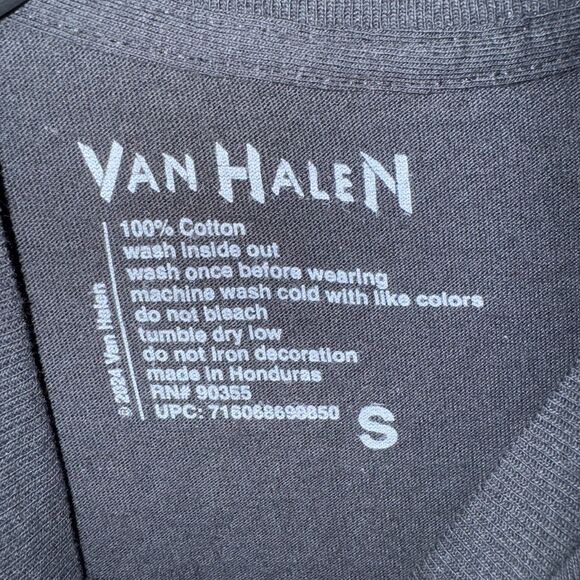 VAN HALEN
100% Cotton
wash inside out
wash once before wearing
machine wash cold with like colors
do not bleach
tumble dry low
do not iron decoration
made in Honduras
RN# 90355
UPC: 716068698850
© 2024 Van Halen
S